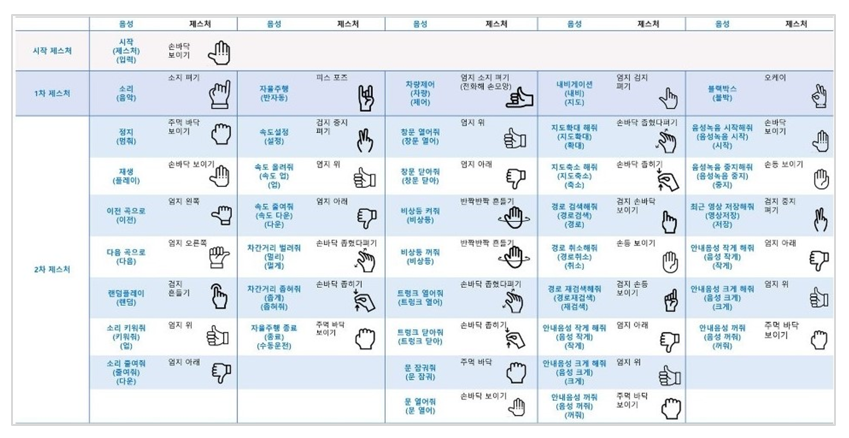 음성 제스처 음성 제스처 음성 제스처 음성 제스처 음성 제스처
시작 제스처
시작
(제스처)
(입력)
손바닥
보이기
1차 제스처
소리
(음악)
소지 펴기
자율주행
(반자동)
피스 포즈
차량제어
(차량)
(제어)
엄지 소지 펴기
(전화해 손모양)
내비게이션
(내비)
(지도)
엄지 검지
펴기
블랙박스
(블박)
오케이
2차 제스처
정지
(멈춰)
주먹 바닥
보이기
속도설정
(설정)
검지 중지
펴기
창문 열어줘
(창문 열어)
엄지 위
지도확대 해줘
(지도확대)
(확대)
손바닥 좁혔다펴기
음성녹음 시작해줘
(음성녹음 시작)
(시작)
손바닥
보이기
재생
(플레이)
손바닥 보이기
속도 올려줘
(속도 업)
(업)
엄지 위
창문 닫아줘
(창문 닫아)
엄지 아래
지도축소 해줘
(지도축소)
(축소)
손바닥 좁히기
음성녹음 중지해줘
(음성녹음 중지)
(중지)
손등 보이기
이전 곡으로
(이전)
엄지 왼쪽
속도 줄여줘
(속도 다운)
(다운)
엄지 아래
비상등 켜줘
(비상등)
반짝반짝 흔들기
경로 검색해줘
(경로검색)
(경로)
검지 손바닥
보이기
최근 영상 저장해줘
(영상저장)
(저장)
검지 중지
펴기
다음 곡으로
(다음)
엄지 오른쪽
차간거리 벌려줘
(멀리)
(멀게)
손바닥 좁혔다펴기
비상등 꺼줘
(비상등)
반짝반짝 흔들기
경로 취소해줘
(경로취소)
(취소)
손등 보이기
안내음성 작게 해줘
(음성 작게)
(작게)
엄지 아래
랜덤플레이
(랜덤)
검지
흔들기
차간거리 좁혀줘
(좁게)
(좁혀줘)
손바닥 좁히기
트렁크 열어줘
(트렁크 열어)
손바닥 좁혔다펴기
경로 재검색해줘
(경로재검색)
(재검색)
검지 손등
보이기
안내음성 크게 해줘
(음성 크게)
(크게)
엄지 위
소리 키워줘
(키워줘)
(업)
엄지 위
자율주행 종료
(종료)
(수동운전)
주먹 바닥
보이기
트렁크 닫아줘
(트렁크 닫아)
손바닥 좁히기
안내음성 작게 해줘
(음성 작게)
(작게)
엄지 아래
안내음성 꺼줘
(음성 꺼줘)
(꺼줘)
주먹 바닥
보이기
소리 줄여줘
(줄여줘)
(다운)
엄지 아래
문 잠궈줘
(문 잠궈)
주먹 바닥
안내음성 크게 해줘
(음성 크게)
(크게)
엄지 위
문 열어줘
(문 열어)
손바닥 보이기
안내음성 꺼줘
(음성 꺼줘)
(꺼줘)
주먹 바닥
보이기